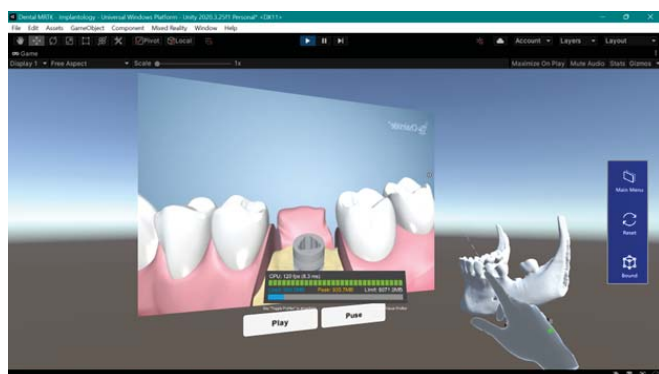 Dental MRTK - Implantology - Universal Windows Platform - Unity 2020.3.25f1 Personal* <DX11>
File Edit Assets GameObject Component Mixed Reality Window Help
Pivot Local Account Layers Layout
Game
Display 1 Free Aspect Scale 1x Maximize On Play Mute Audio Stats Gizmos
Main Menu
Reset
Bound
CPU: 120 fps (8.3 ms)
Limit: 6071.0MB
Play Puse